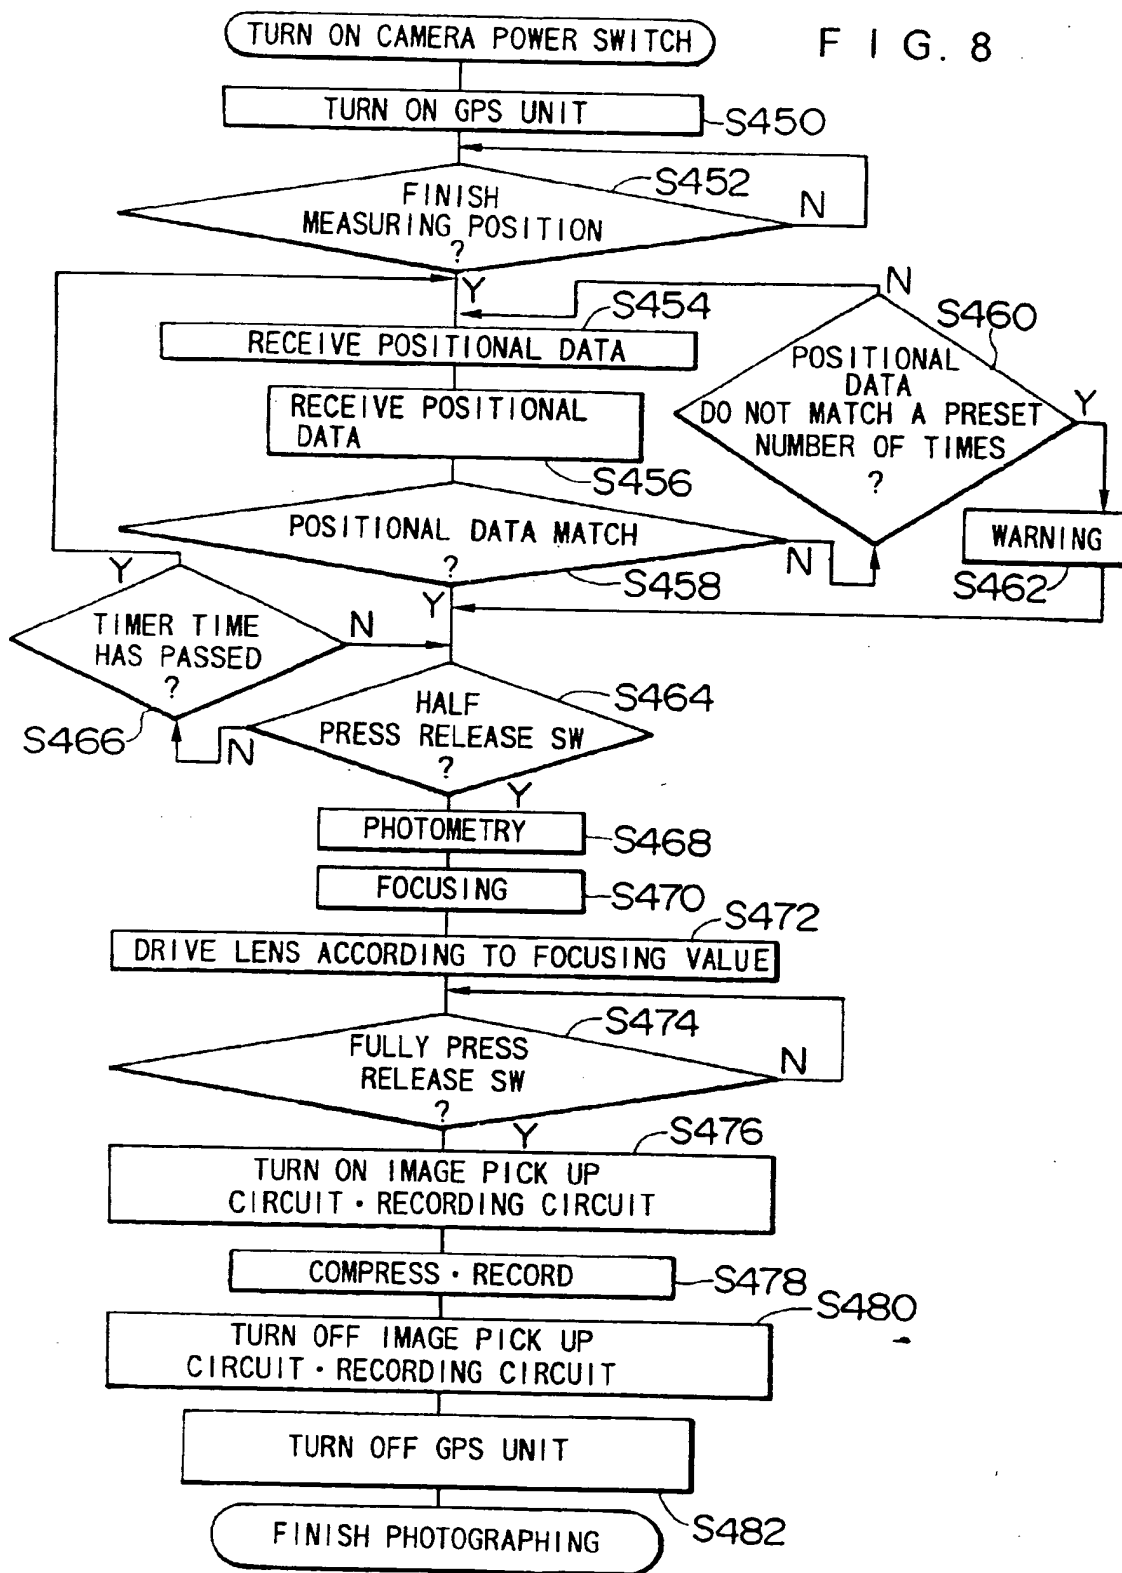 FIG. 8
TURN ON CAMERA POWER SWITCH
TURN ON GPS UNIT
S450
S452
FINISH
MEASURING POSITION
?
N
Y
S454
RECEIVE POSITIONAL DATA
RECEIVE POSITIONAL
DATA
S456
N
S460
POSITIONAL
DATA
DO NOT MATCH A PRESET
NUMBER OF TIMES
?
Y
WARNING
S462
POSITIONAL DATA MATCH
?
N
S458
Y
Y
TIMER TIME
HAS PASSED
?
N
S466
S464
HALF
PRESS RELEASE SW
?
N
Y
PHOTOMETRY
S468
FOCUSING
S470
S472
DRIVE LENS ACCORDING TO FOCUSING VALUE
S474
FULLY PRESS
RELEASE SW
?
N
Y
S476
TURN ON IMAGE PICK UP
CIRCUIT・RECORDING CIRCUIT
COMPRESS・RECORD
S478
S480
TURN OFF IMAGE PICK UP
CIRCUIT・RECORDING CIRCUIT
TURN OFF GPS UNIT
S482
FINISH PHOTOGRAPHING